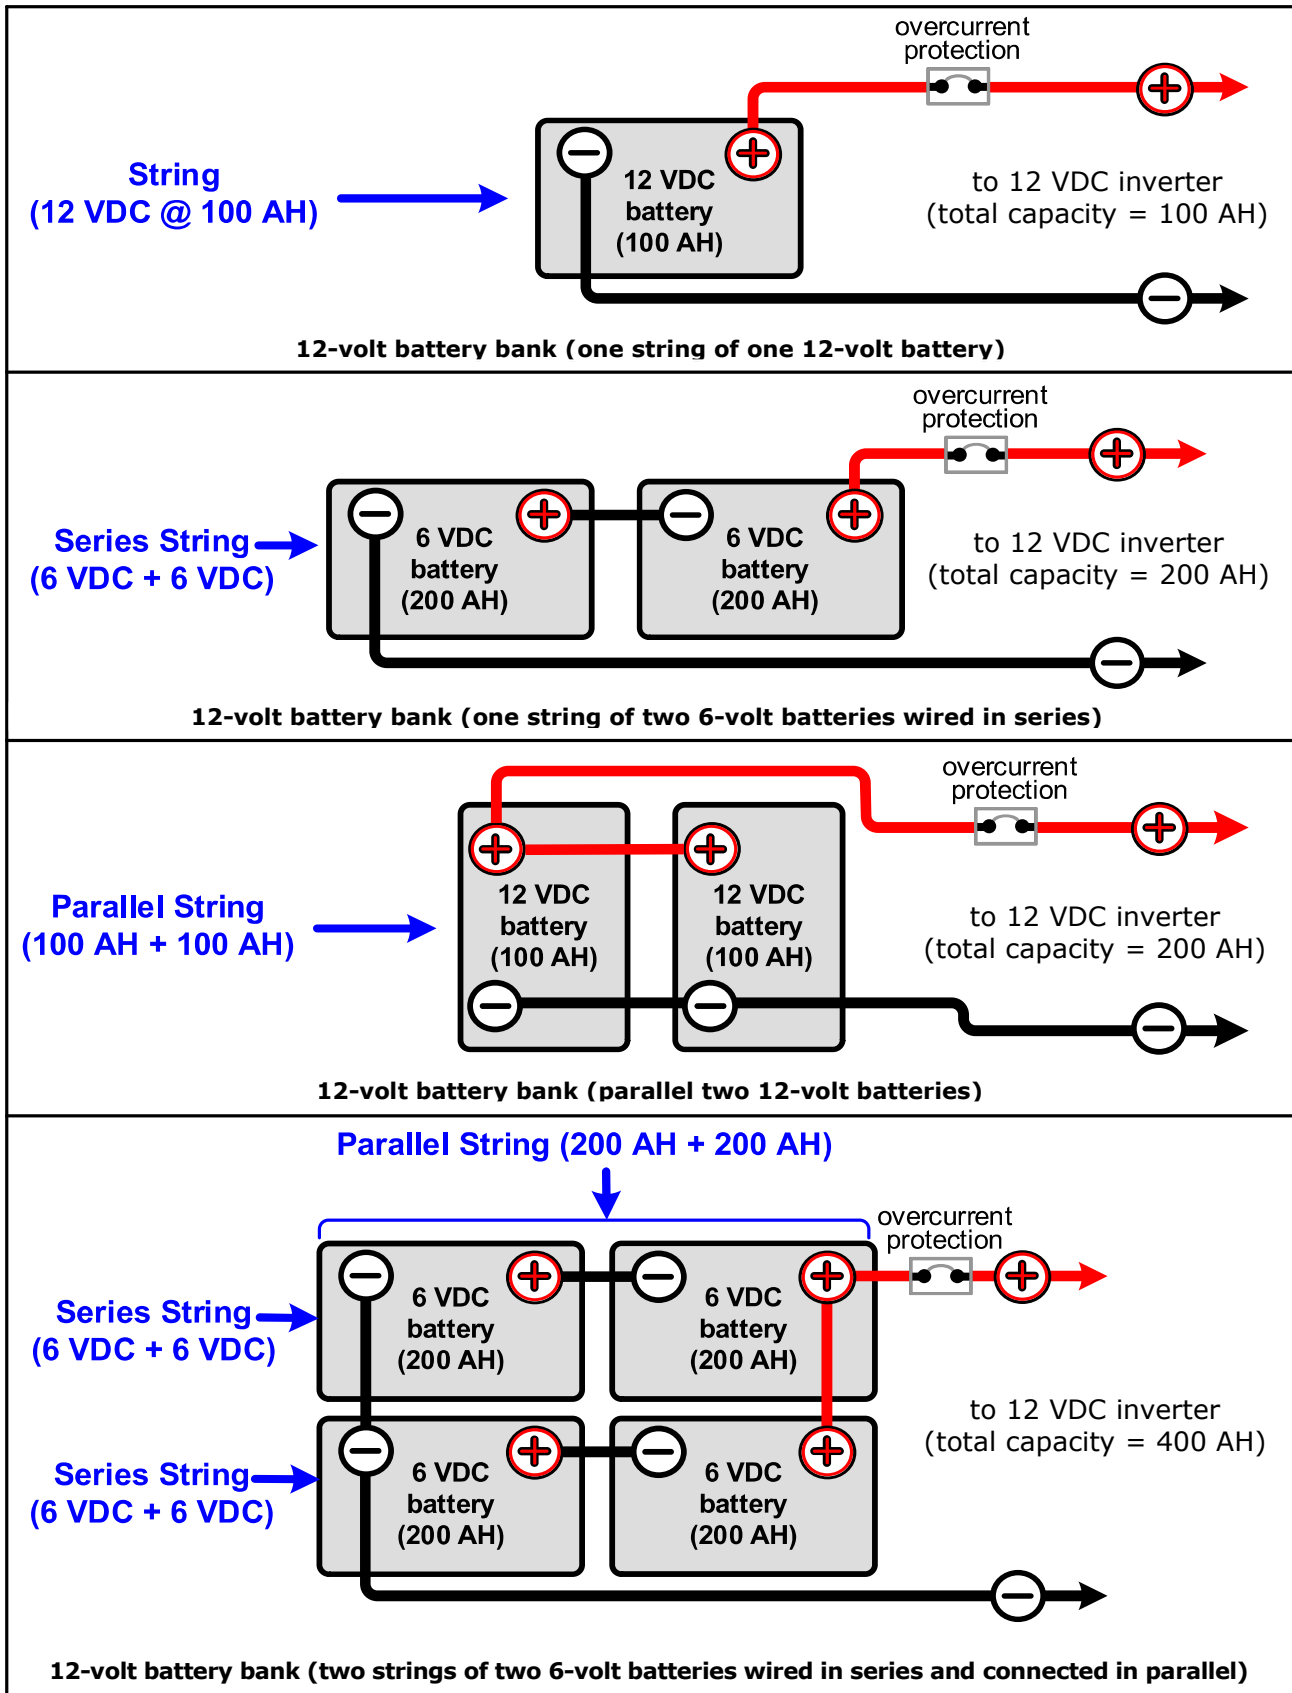 overcurrent
protection
String
(12 VDC @ 100 AH)
12 VDC
battery
(100 AH)
to 12 VDC inverter
(total capacity = 100 AH)
12-volt battery bank (one string of one 12-volt battery)
overcurrent
protection
Series String
(6 VDC + 6 VDC)
6 VDC
battery
(200 AH)
6 VDC
battery
(200 AH)
to 12 VDC inverter
(total capacity = 200 AH)
12-volt battery bank (one string of two 6-volt batteries wired in series)
overcurrent
protection
Parallel String
(100 AH + 100 AH)
12 VDC
battery
(100 AH)
12 VDC
battery
(100 AH)
to 12 VDC inverter
(total capacity = 200 AH)
12-volt battery bank (parallel two 12-volt batteries)
Parallel String (200 AH + 200 AH)
overcurrent
protection
Series String
(6 VDC + 6 VDC)
6 VDC
battery
(200 AH)
6 VDC
battery
(200 AH)
to 12 VDC inverter
(total capacity = 400 AH)
Series String
(6 VDC + 6 VDC)
6 VDC
battery
(200 AH)
6 VDC
battery
(200 AH)
12-volt battery bank (two strings of two 6-volt batteries wired in series and connected in parallel)